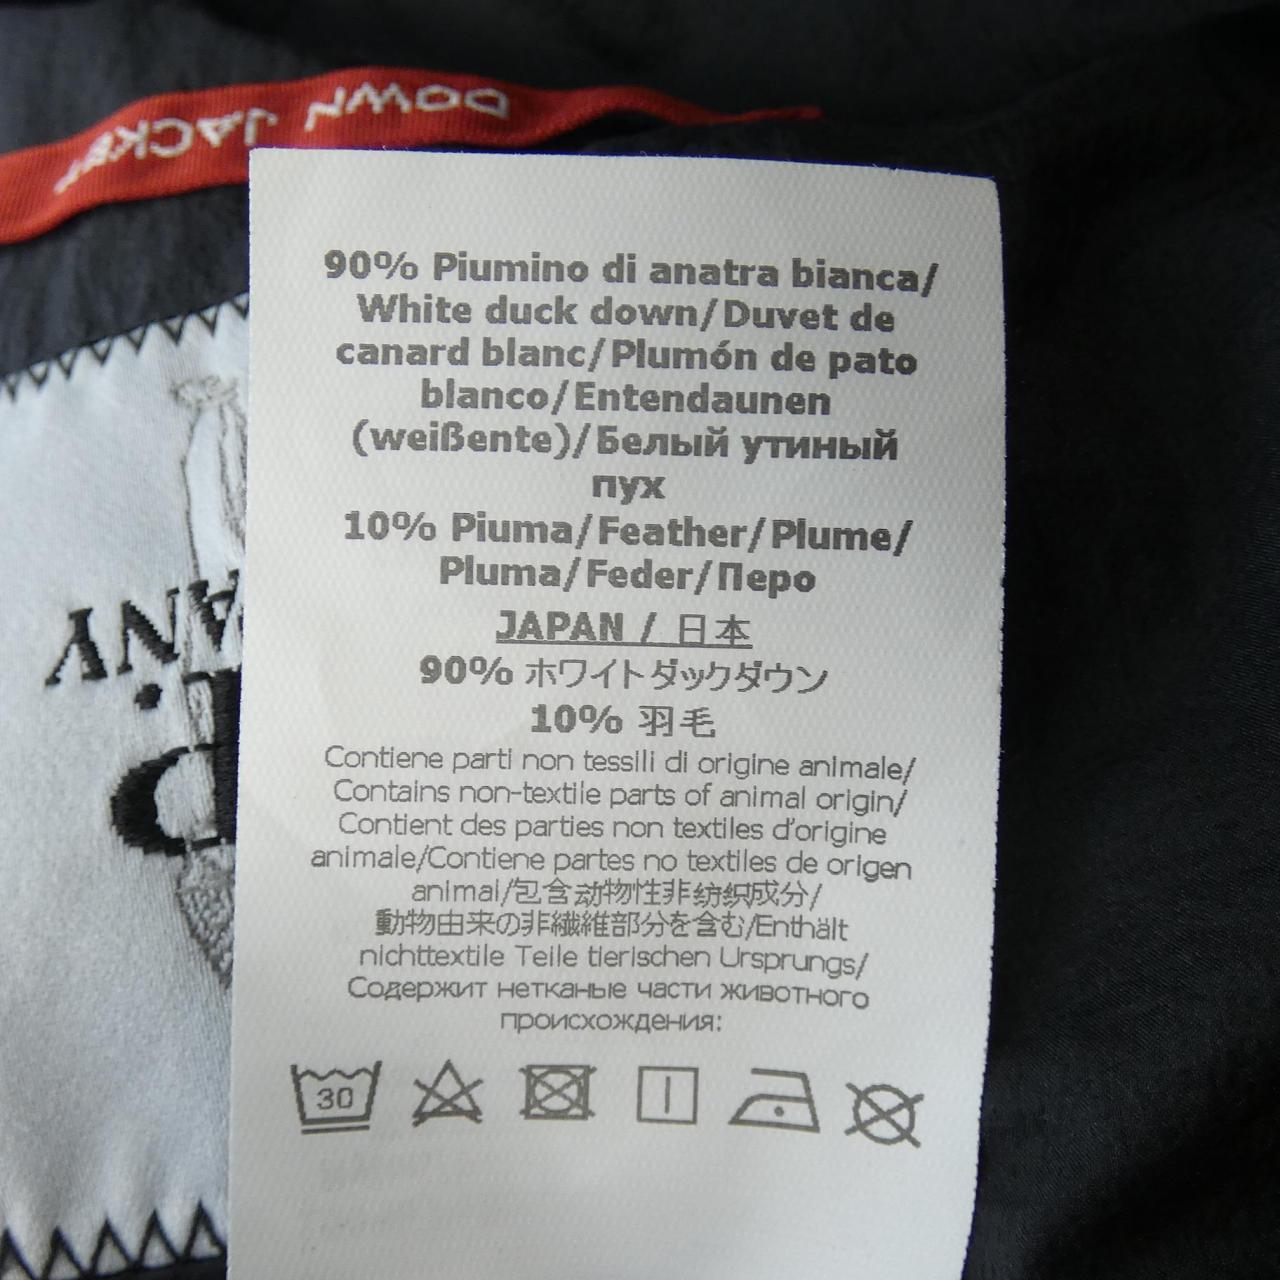 DOWN JACKET
90% Piumino di anatra bianca/
White duck down/Duvet de
canard blanc/Plumón de pato
blanco/Entendaunen
(weißente)/Белый утиный
пух
10% Piuma/Feather/Plume/
Pluma/Feder/Перо
JAPAN / 日本
90% ホワイトダックダウン
10% 羽毛
Contiene parti non tessili di origine animale/
Contains non-textile parts of animal origin/
Contient des parties non textiles d'origine
animale/Contiene partes no textiles de origen
animal/包含动物性非纺织成分/
動物由来の非繊維部分を含む/Enthält
nichttextile Teile tierischen Ursprungs/
Содержит нетканые части животного
происхождения:
30